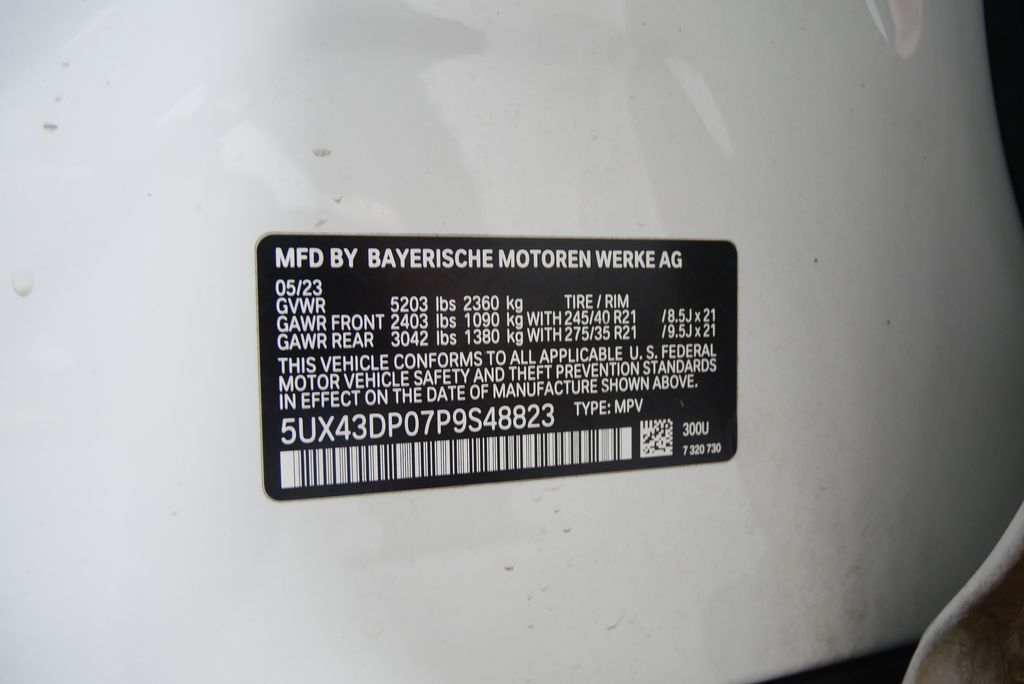 MFD BY BAYERISCHE MOTOREN WERKE AG
05/23
GVWR 5203 lbs 2360 kg TIRE / RIM
GAWR FRONT 2403 lbs 1090 kg WITH 245/40 R21 /8.5J x 21
GAWR REAR 3042 lbs 1380 kg WITH 275/35 R21 /9.5J x 21
THIS VEHICLE CONFORMS TO ALL APPLICABLE U. S. FEDERAL
MOTOR VEHICLE SAFETY AND THEFT PREVENTION STANDARDS
IN EFFECT ON THE DATE OF MANUFACTURE SHOWN ABOVE.
5UX43DP07P9S48823 TYPE: MPV
300U
7 320 730